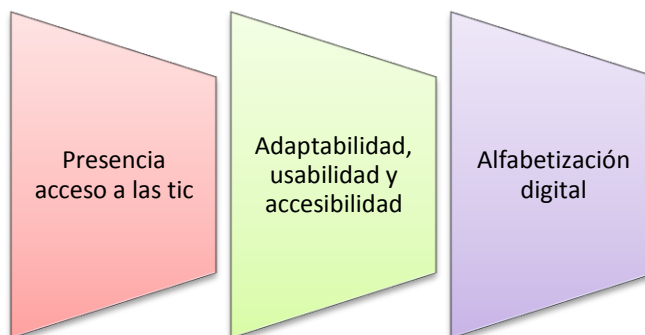 Presencia
acceso a las tic
Adaptabilidad,
usabilidad y
accesibilidad
Alfabetización
digital